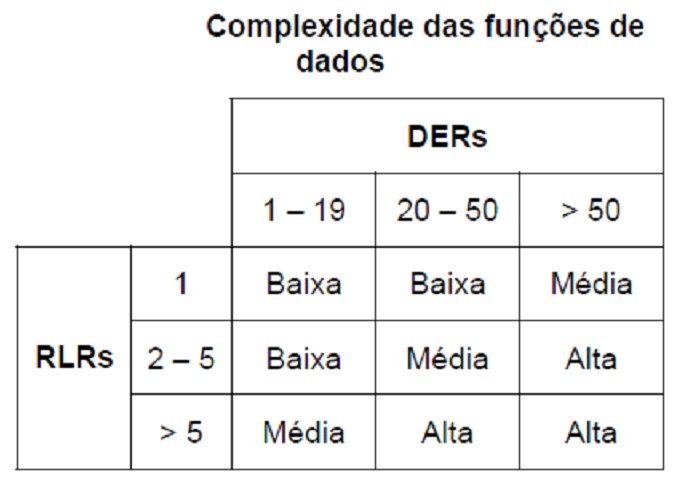 Complexidade das funções de
dados
DERs
1 – 19 20 – 50 > 50
1 Baixa Baixa Média
RLRs 2 – 5 Baixa Média Alta
> 5 Média Alta Alta